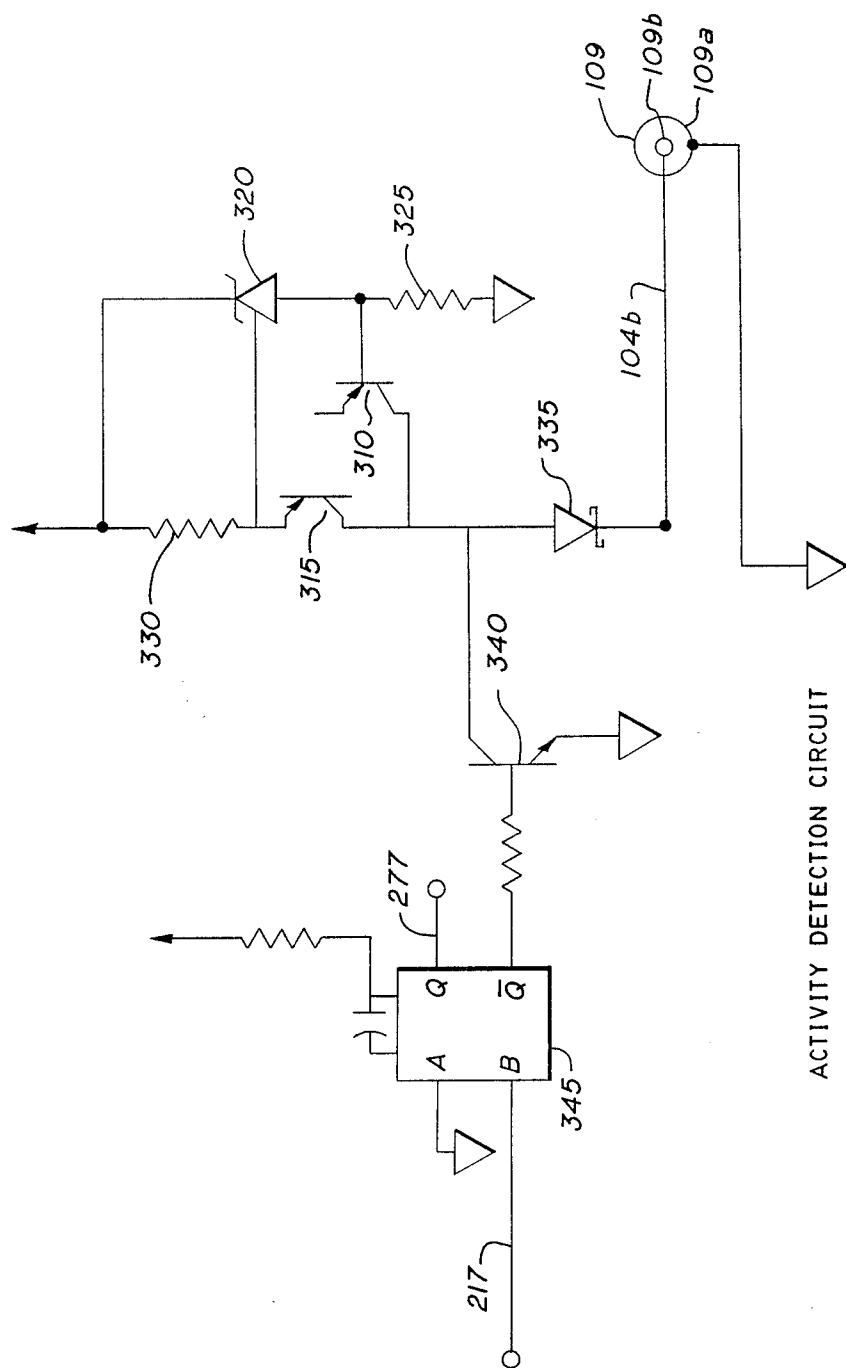 320
325
310
315
330
335
104b
109
109b
109a
340
277
Q
Q̅
A
B
345
217
ACTIVITY DETECTION CIRCUIT